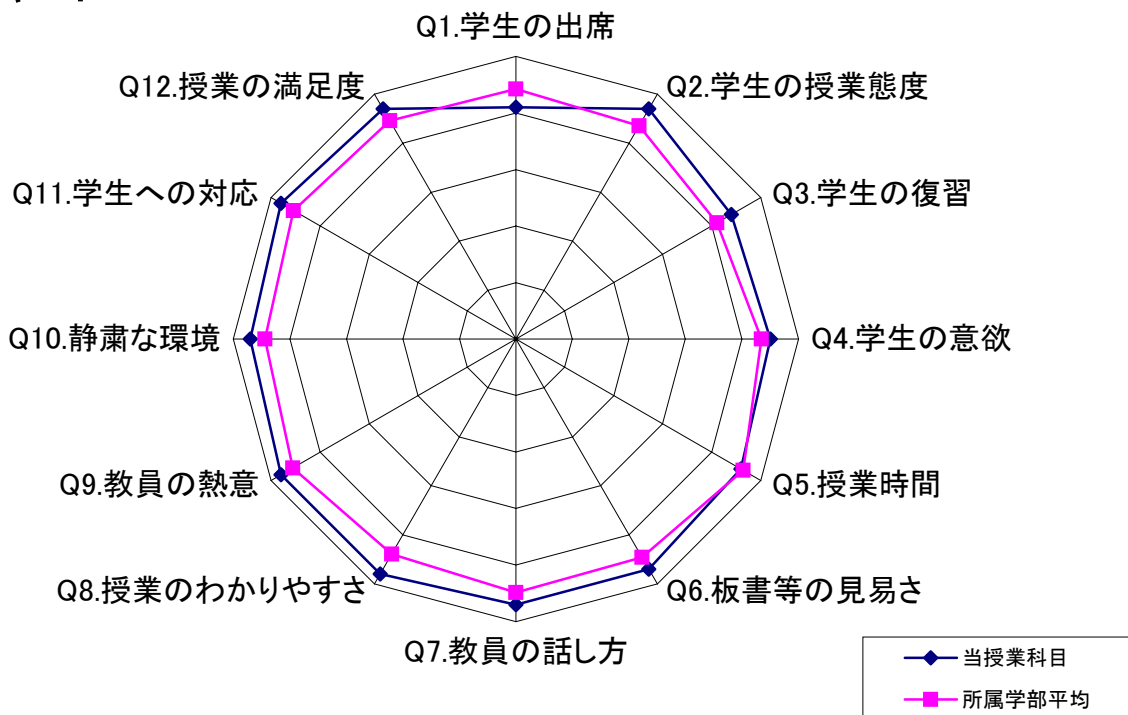 Q1.学生の出席
Q2.学生の授業態度
Q3.学生の復習
Q4.学生の意欲
Q5.授業時間
Q6.板書等の見易さ
Q7.教員の話し方
Q8.授業のわかりやすさ
Q9.教員の熱意
Q10.静粛な環境
Q11.学生への対応
Q12.授業の満足度
当授業科目
所属学部平均